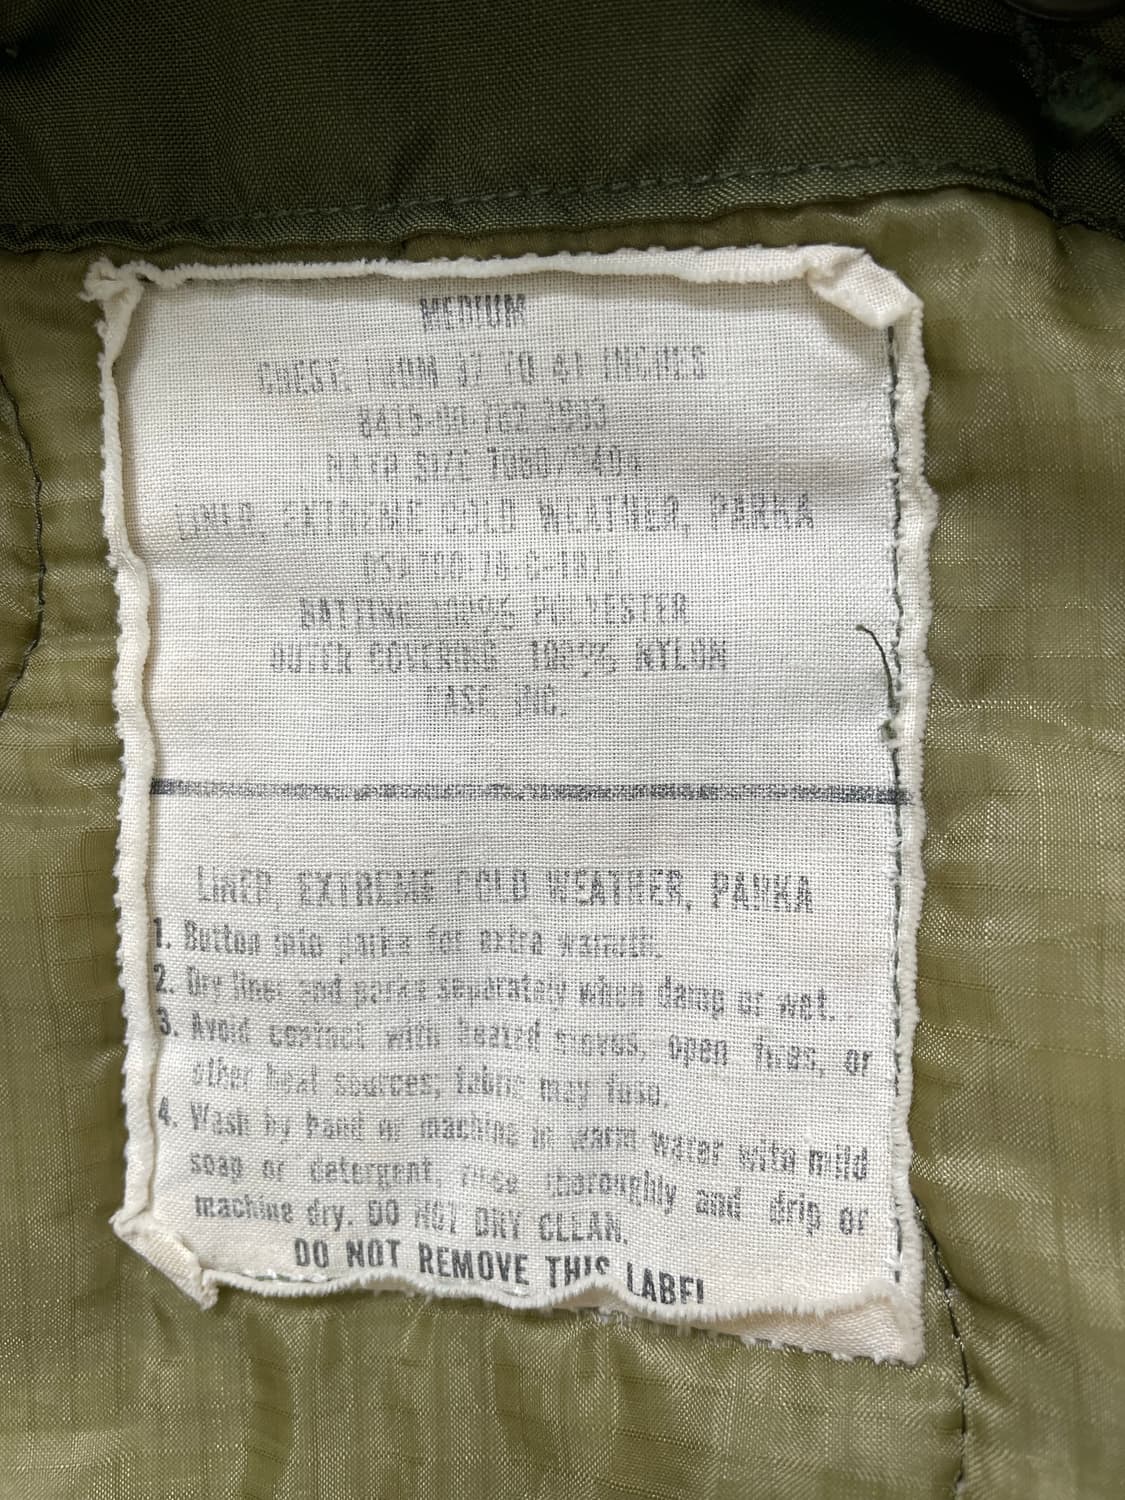 MEDIUM
CHEST: FROM 37 TO 41 INCHES
NATO SIZE
LINER, EXTREME COLD WEATHER, PARKA
BATTING 100% POLYESTER
OUTER COVERING 100% NYLON
INC.
LINER, EXTREME COLD WEATHER, PARKA
1. Button into parka for extra warmth.
2. Dry liner and parka separately when damp or wet.
3. Avoid contact with heated stoves, open fires, or
other heat sources; fabric may fuse.
4. Wash by hand or machine in warm water with mild
soap or detergent, rinse thoroughly and drip or
machine dry. DO NOT DRY CLEAN.
DO NOT REMOVE THIS LABEL